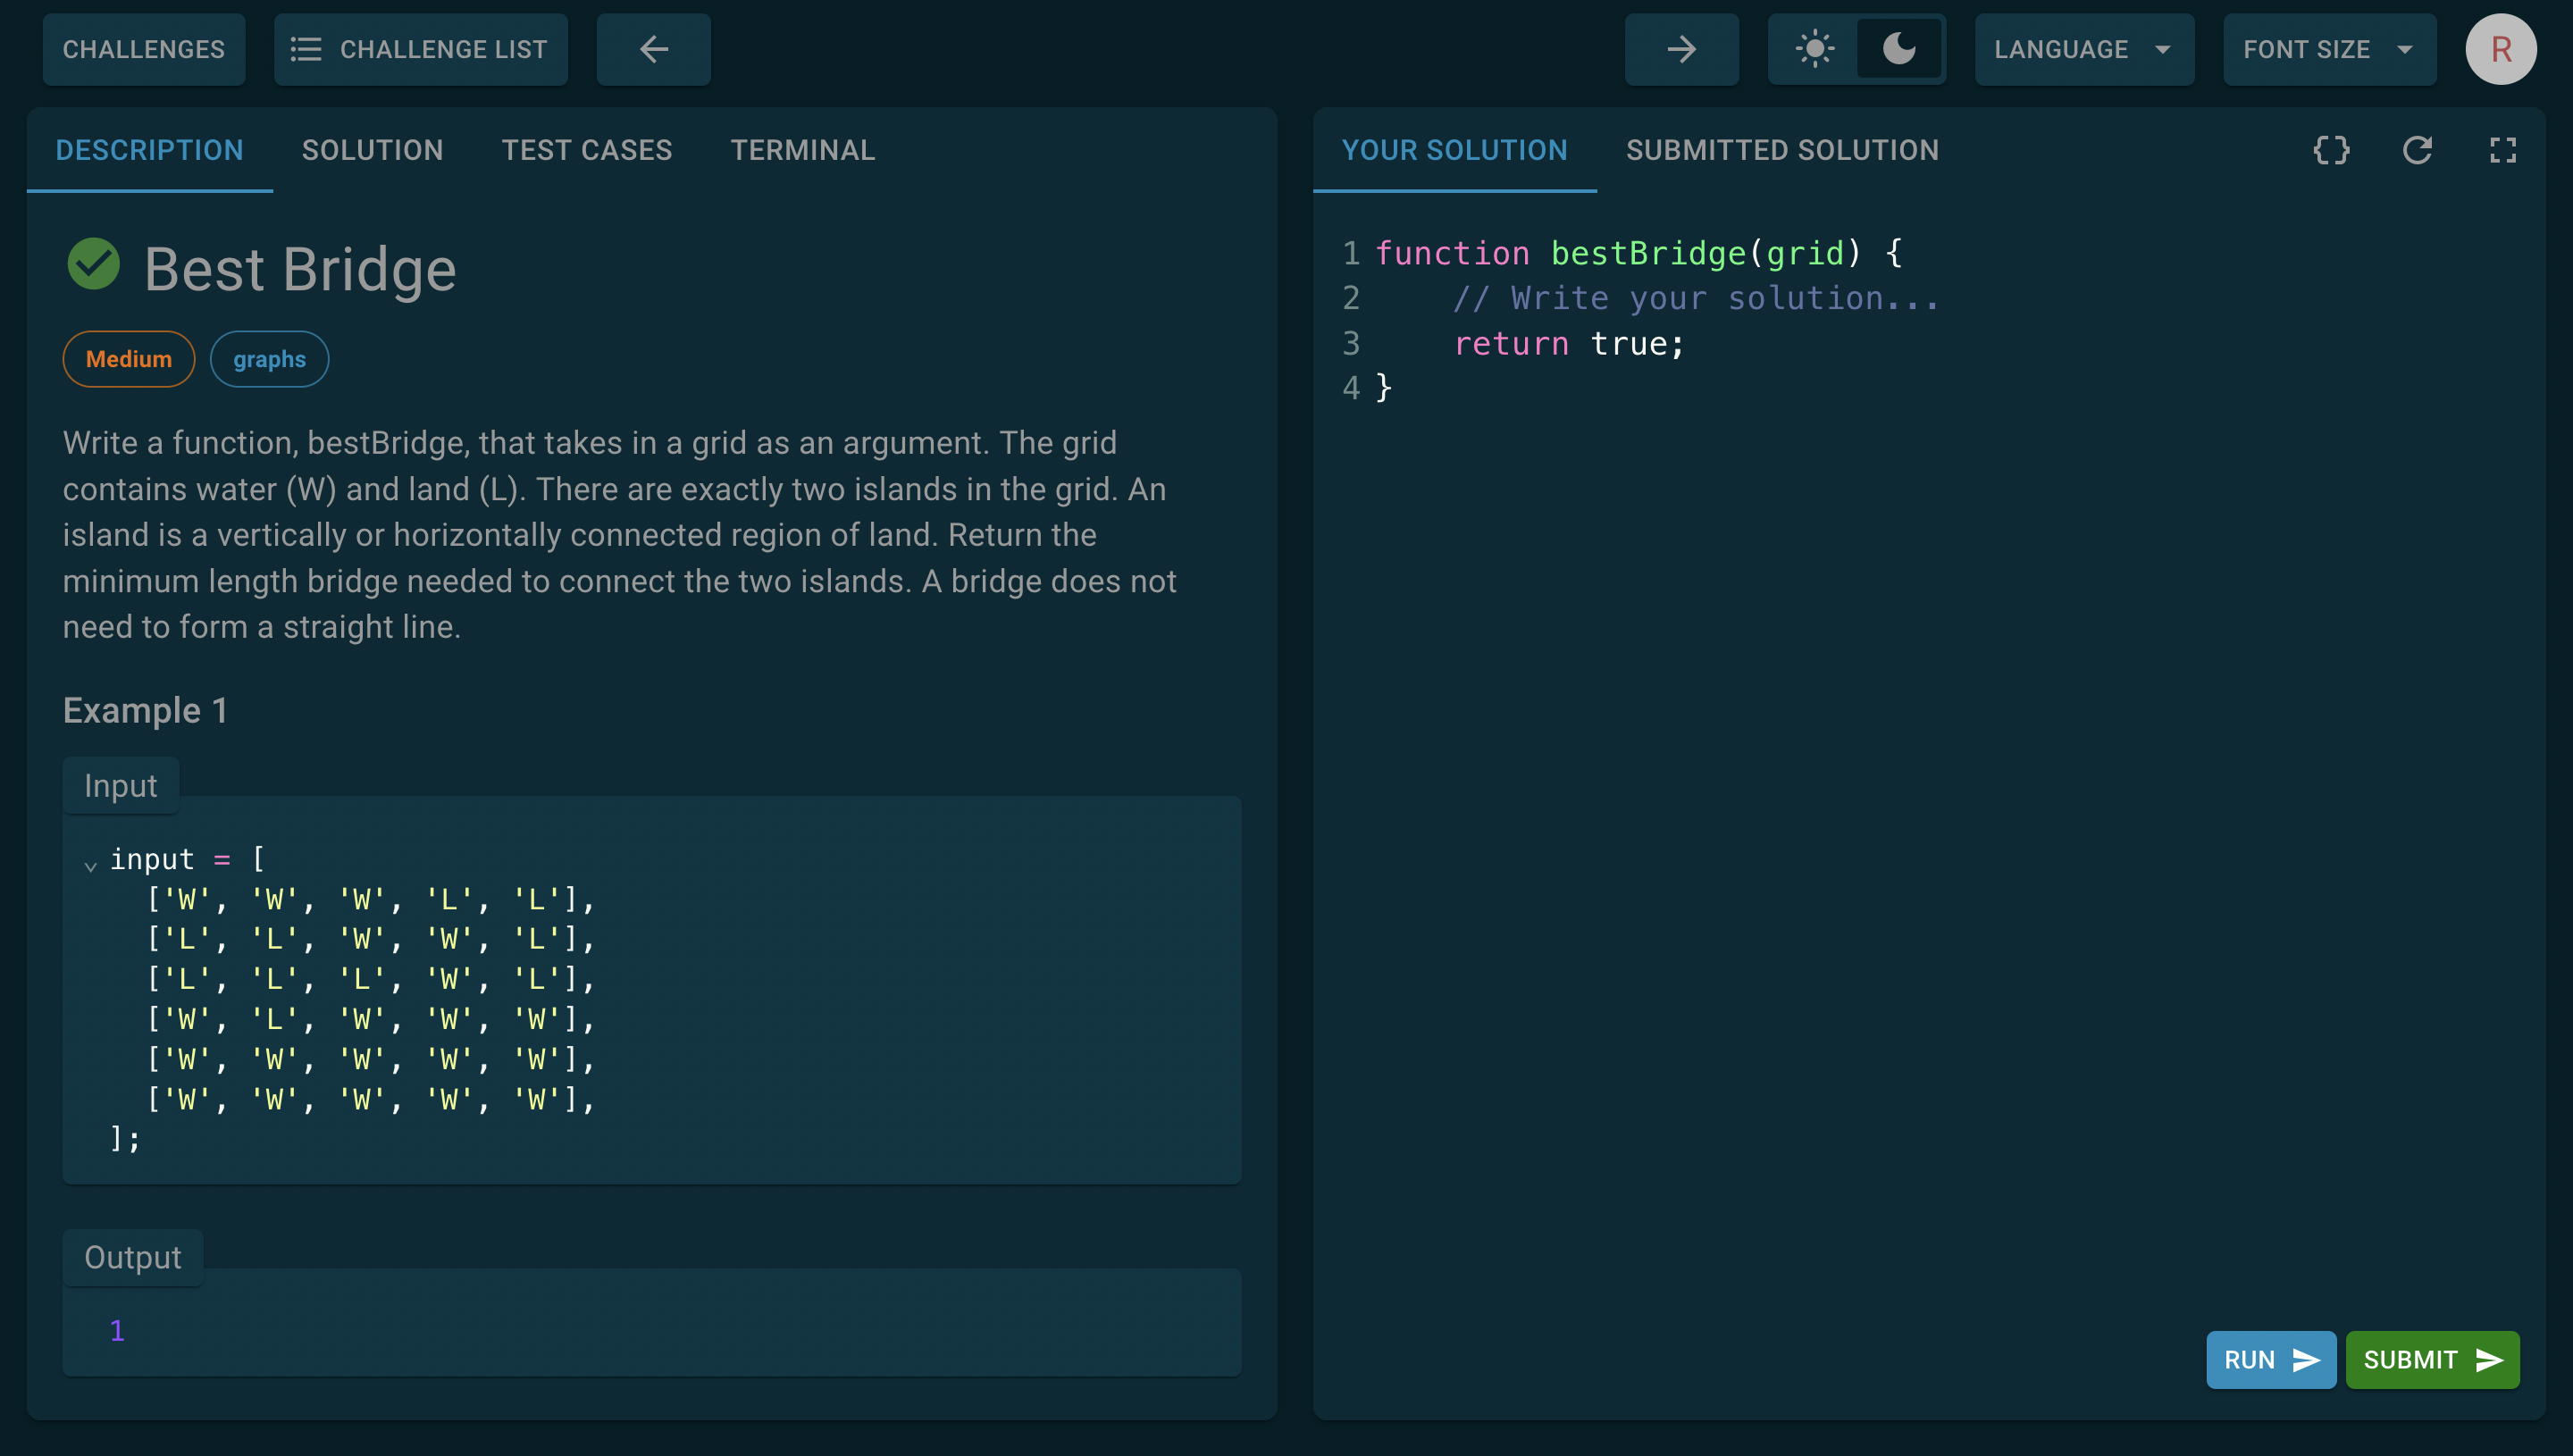 CHALLENGES
CHALLENGE LIST
LANGUAGE
FONT SIZE
R
DESCRIPTION
SOLUTION
TEST CASES
TERMINAL
Best Bridge
Medium
graphs
Write a function, bestBridge, that takes in a grid as an argument. The grid
contains water (W) and land (L). There are exactly two islands in the grid. An
island is a vertically or horizontally connected region of land. Return the
minimum length bridge needed to connect the two islands. A bridge does not
need to form a straight line.
Example 1
Input
input = [
['W', 'W', 'W', 'L', 'L'],
['L', 'L', 'W', 'W', 'L'],
['L', 'L', 'L', 'W', 'L'],
['W', 'L', 'W', 'W', 'W'],
['W', 'W', 'W', 'W', 'W'],
['W', 'W', 'W', 'W', 'W'],
];
Output
1
YOUR SOLUTION
SUBMITTED SOLUTION
1 function bestBridge(grid) {
2 // Write your solution...
3 return true;
4 }
RUN
SUBMIT